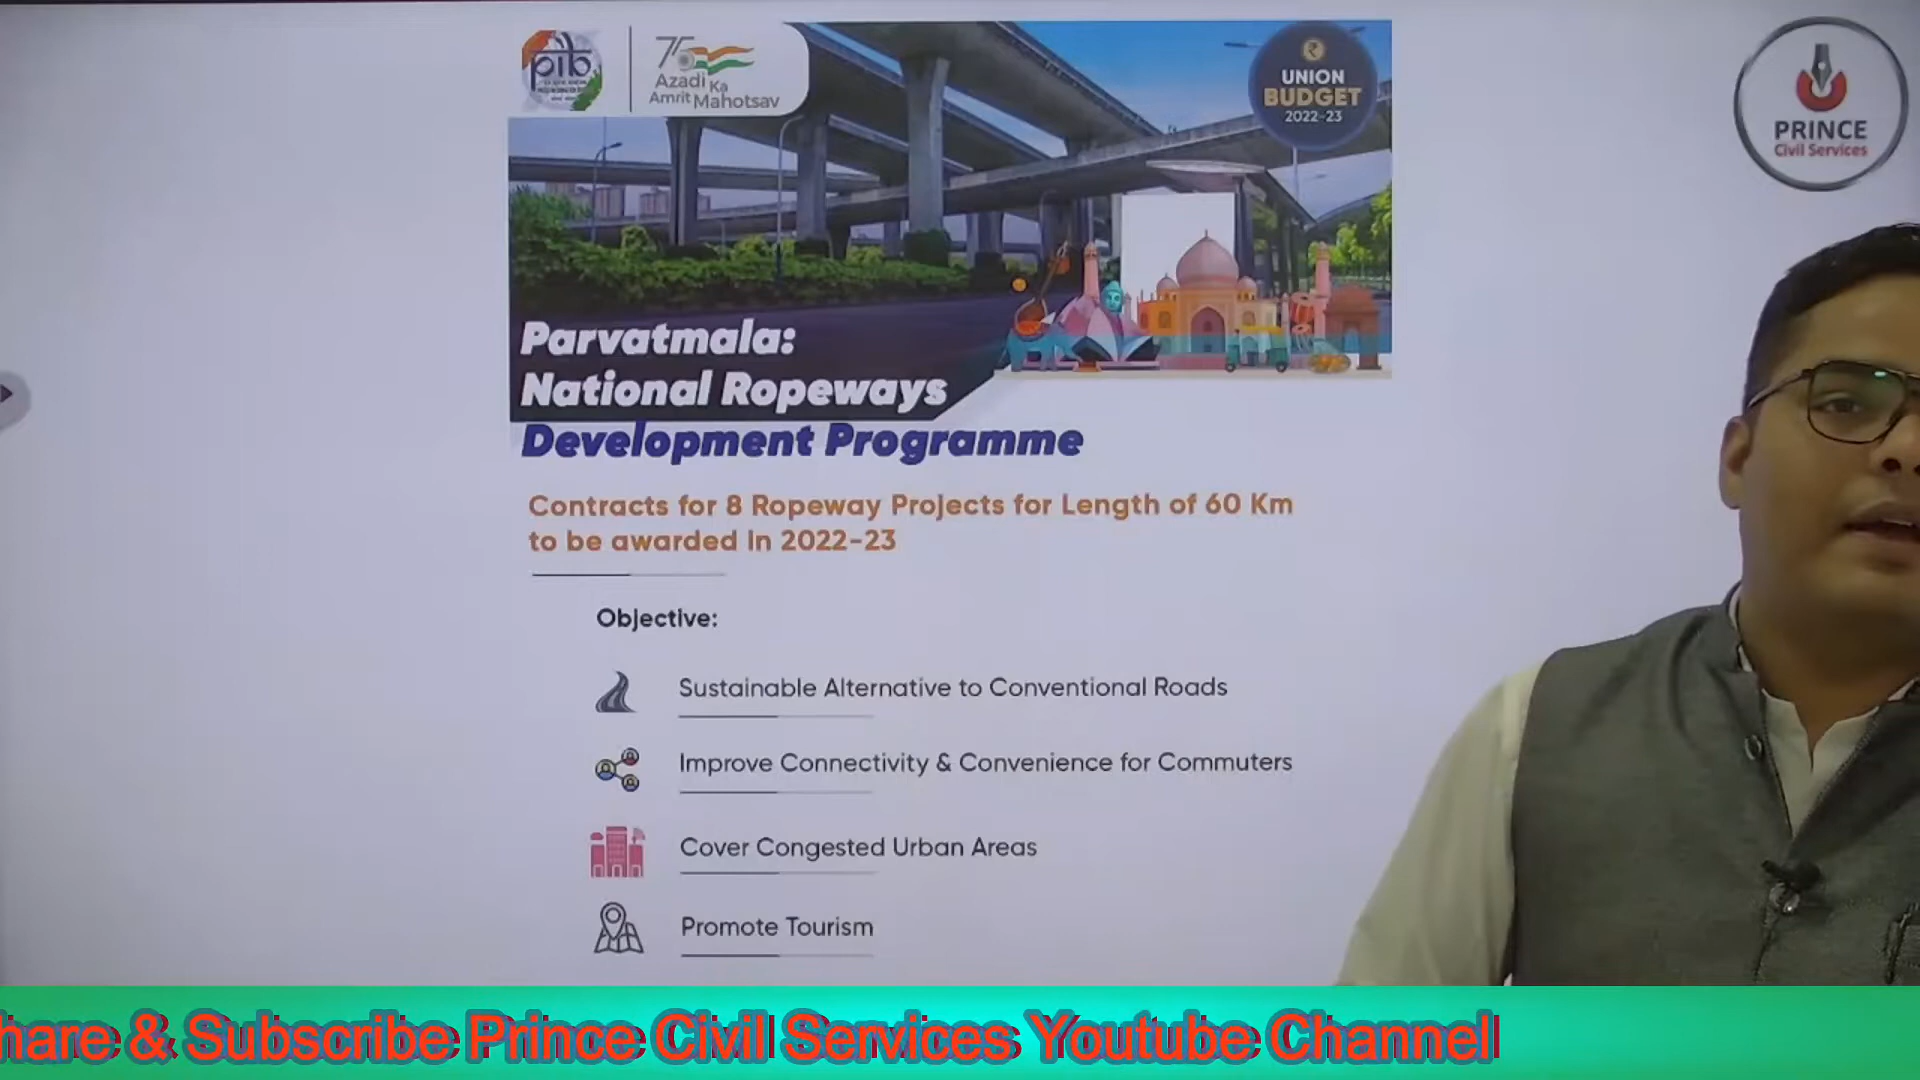 pib
75
Azadi Ka
Amrit Mahotsav
UNION
BUDGET
2022-23
PRINCE
Civil Services
Parvatmala:
National Ropeways
Development Programme
Contracts for 8 Ropeway Projects for Length of 60 Km
to be awarded in 2022-23
Objective:
Sustainable Alternative to Conventional Roads
Improve Connectivity & Convenience for Commuters
Cover Congested Urban Areas
Promote Tourism
hare & Subscribe Prince Civil Services Youtube Channel